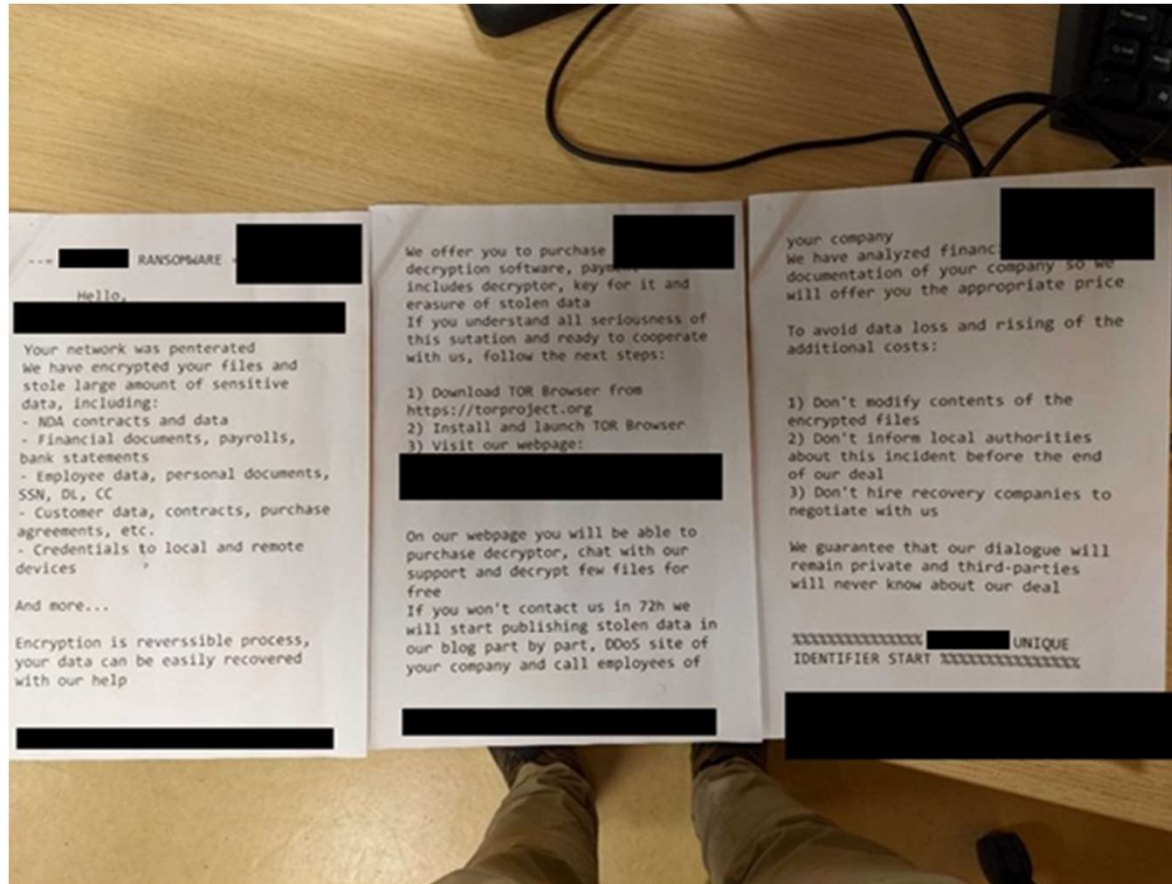 --= RANSOMWARE =
Hello,
Your network was penterated
We have encrypted your files and
stole large amount of sensitive
data, including:
- NDA contracts and data
- Financial documents, payrolls,
bank statements
- Employee data, personal documents,
SSN, DL, CC
- Customer data, contracts, purchase
agreements, etc.
- Credentials to local and remote
devices
And more...
Encryption is reverssible process,
your data can be easily recovered
with our help
We offer you to purchase
decryption software,
includes decryptor, key for it and
erasure of stolen data
If you understand all seriousness of
this sutation and ready to cooperate
with us, follow the next steps:
1) Download TOR Browser from
https://torproject.org
2) Install and launch TOR Browser
3) Visit our webpage:
On our webpage you will be able to
purchase decryptor, chat with our
support and decrypt few files for
free
If you won't contact us in 72h we
will start publishing stolen data in
our blog part by part, DDoS site of
your company and call employees of
your company
We have analyzed
documentation of your company so we
will offer you the appropriate price
To avoid data loss and rising of the
additional costs:
1) Don't modify contents of the
encrypted files
2) Don't inform local authorities
about this incident before the end
of our deal
3) Don't hire recovery companies to
negotiate with us
We guarantee that our dialogue will
remain private and third-parties
will never know about our deal
%%%%%%%%%%%%%%% UNIQUE
IDENTIFIER START %%%%%%%%%%%%%%%%